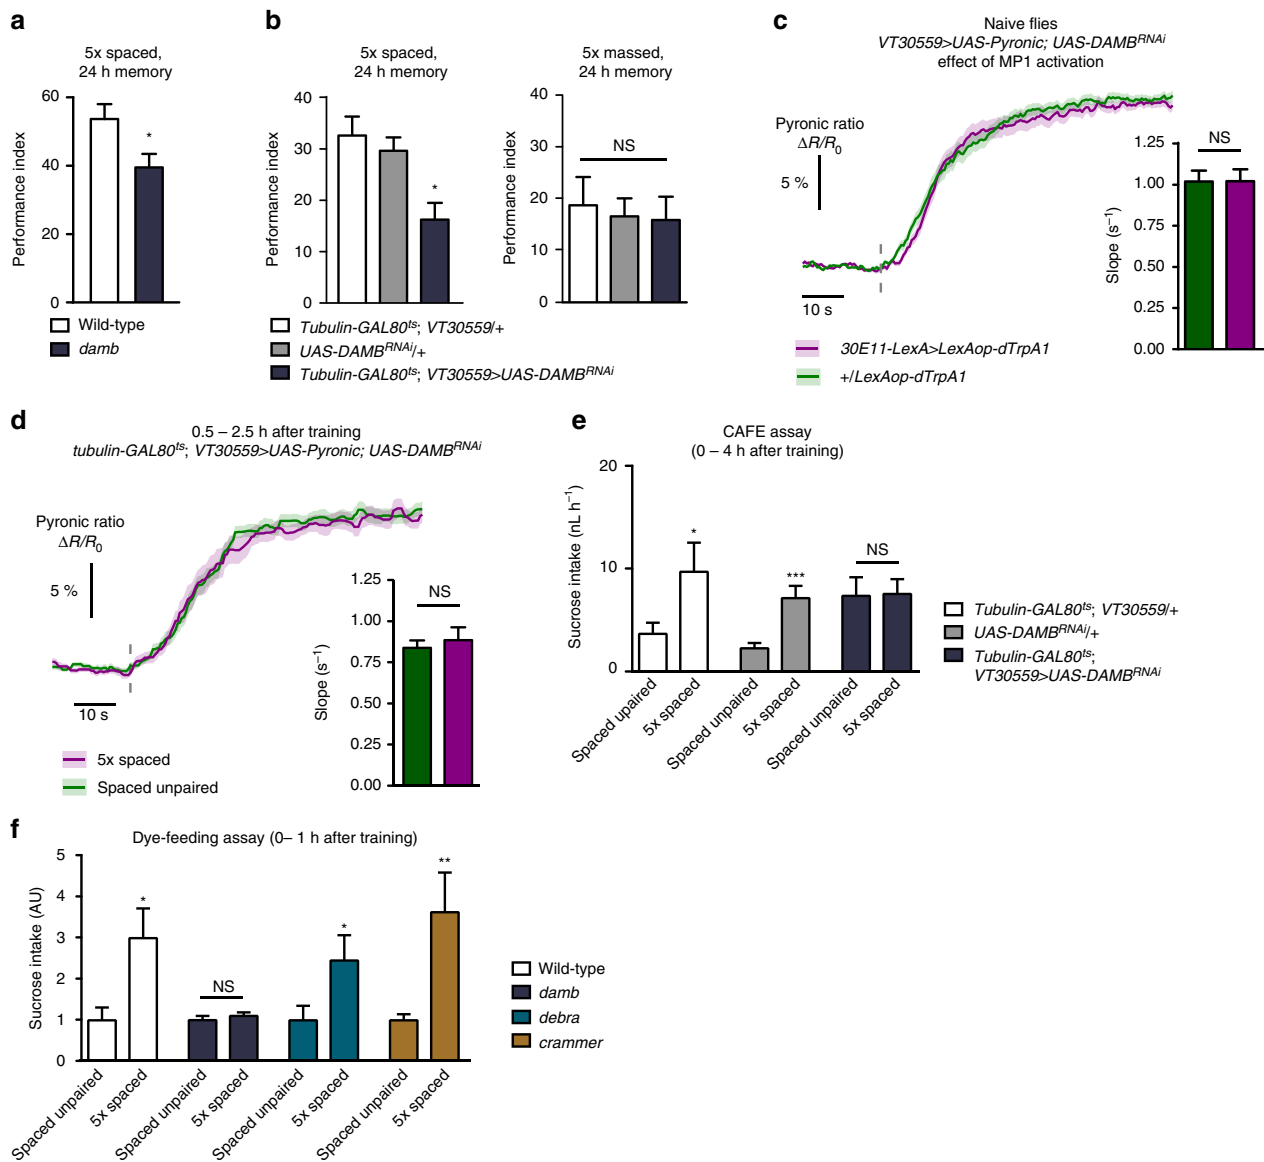 a
5x spaced,
24 h memory
Performance index
60
40
20
0
*
Wild-type
damb
b
5x spaced,
24 h memory
Performance index
40
30
20
10
0
*
5x massed,
24 h memory
Performance index
40
30
20
10
0
NS
Tubulin-GAL80ts; VT30559/+
UAS-DAMBRNAi/+
Tubulin-GAL80ts; VT30559>UAS-DAMBRNAi
c
Naive flies
VT30559>UAS-Pyronic; UAS-DAMBRNAi
effect of MP1 activation
Pyronic ratio
ΔR/R0
5 %
10 s
Slope (s−1)
1.25
1.00
0.75
0.50
0.25
0.00
NS
30E11-LexA>LexAop-dTrpA1
+/LexAop-dTrpA1
d
0.5 – 2.5 h after training
tubulin-GAL80ts; VT30559>UAS-Pyronic; UAS-DAMBRNAi
Pyronic ratio
ΔR/R0
5 %
10 s
Slope (s−1)
1.25
1.00
0.75
0.50
0.25
0.00
NS
5x spaced
Spaced unpaired
e
CAFE assay
(0 – 4 h after training)
Sucrose intake (nL h−1)
20
10
0
*
***
NS
Spaced upaired
5x spaced
Spaced unpaired
5x spaced
Spaced unpaired
5x spaced
Tubulin-GAL80ts; VT30559/+
UAS-DAMBRNAi/+
Tubulin-GAL80ts;
VT30559>UAS-DAMBRNAi
f
Dye-feeding assay (0– 1 h after training)
Sucrose intake (AU)
5
4
3
2
1
0
*
NS
*
**
Spaced unpaired
5x spaced
Spaced unpaired
5x spaced
Spaced unpaired
5x spaced
Spaced unpaired
5x spaced
Wild-type
damb
debra
crammer